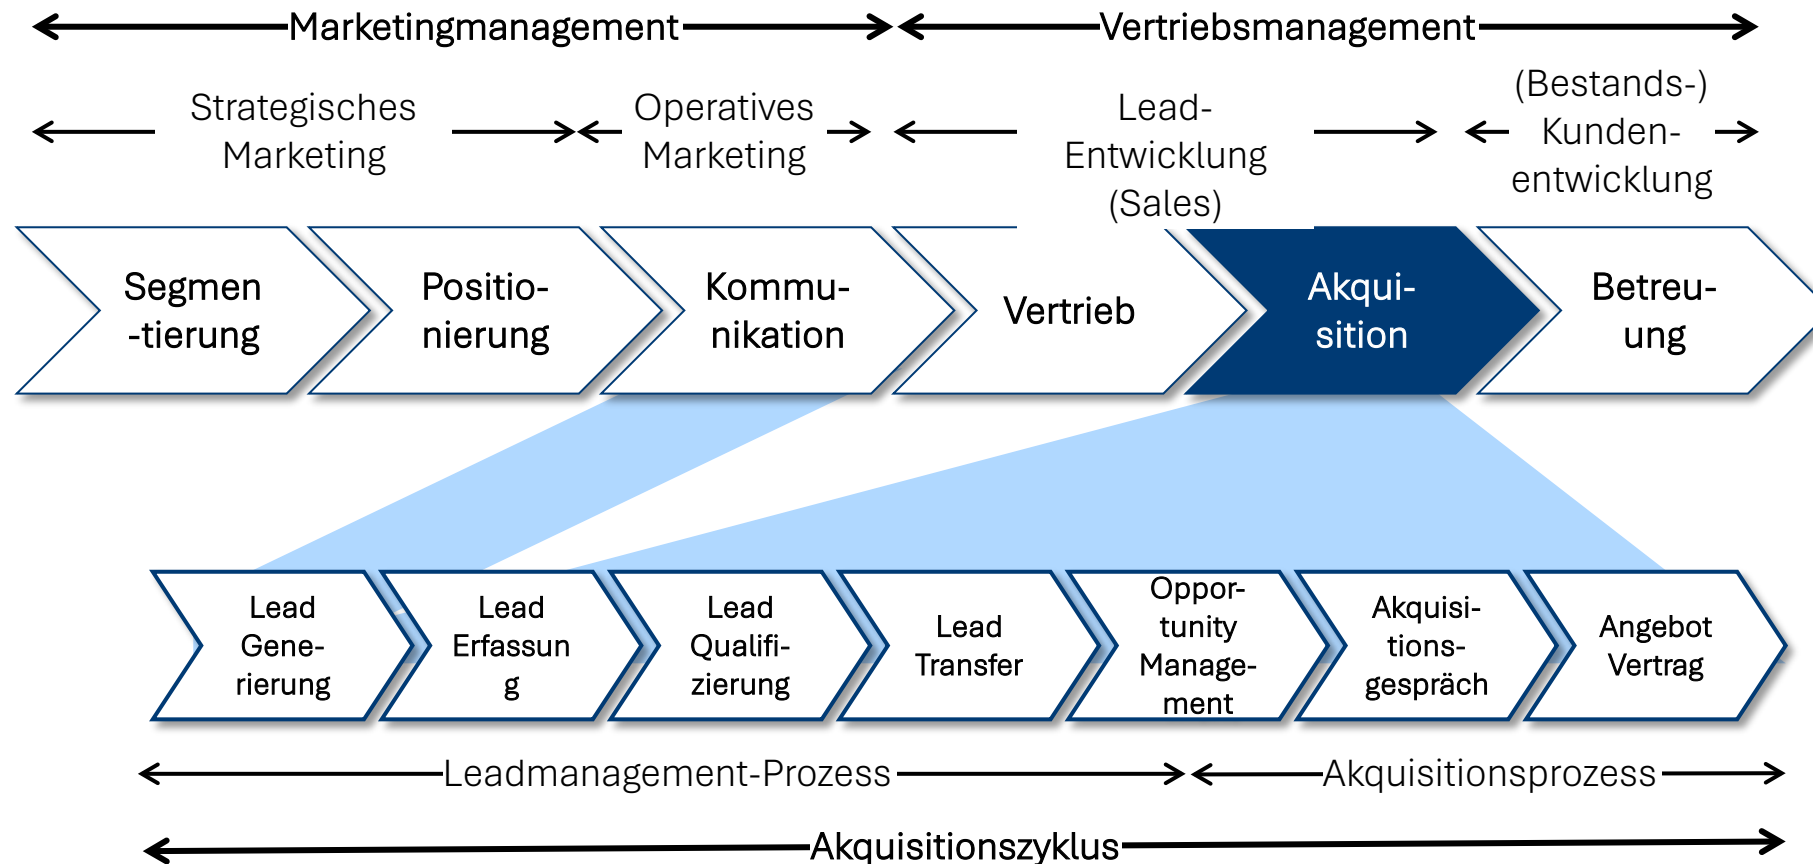 Marketingmanagement
Vertriebsmanagement
Strategisches
Marketing
Operatives
Marketing
Lead-
Entwicklung
(Sales)
(Bestands-)
Kunden-
entwicklung
Segmen
-tierung
Positio-
nierung
Kommu-
nikation
Vertrieb
Akqui-
sition
Betreu-
ung
Lead
Gene-
rierung
Lead
Erfassun
g
Lead
Qualifi-
zierung
Lead
Transfer
Oppor-
tunity
Manage-
ment
Akquisi-
tions-
gespräch
Angebot
Vertrag
Leadmanagement-Prozess
Akquisitionsprozess
Akquisitionszyklus